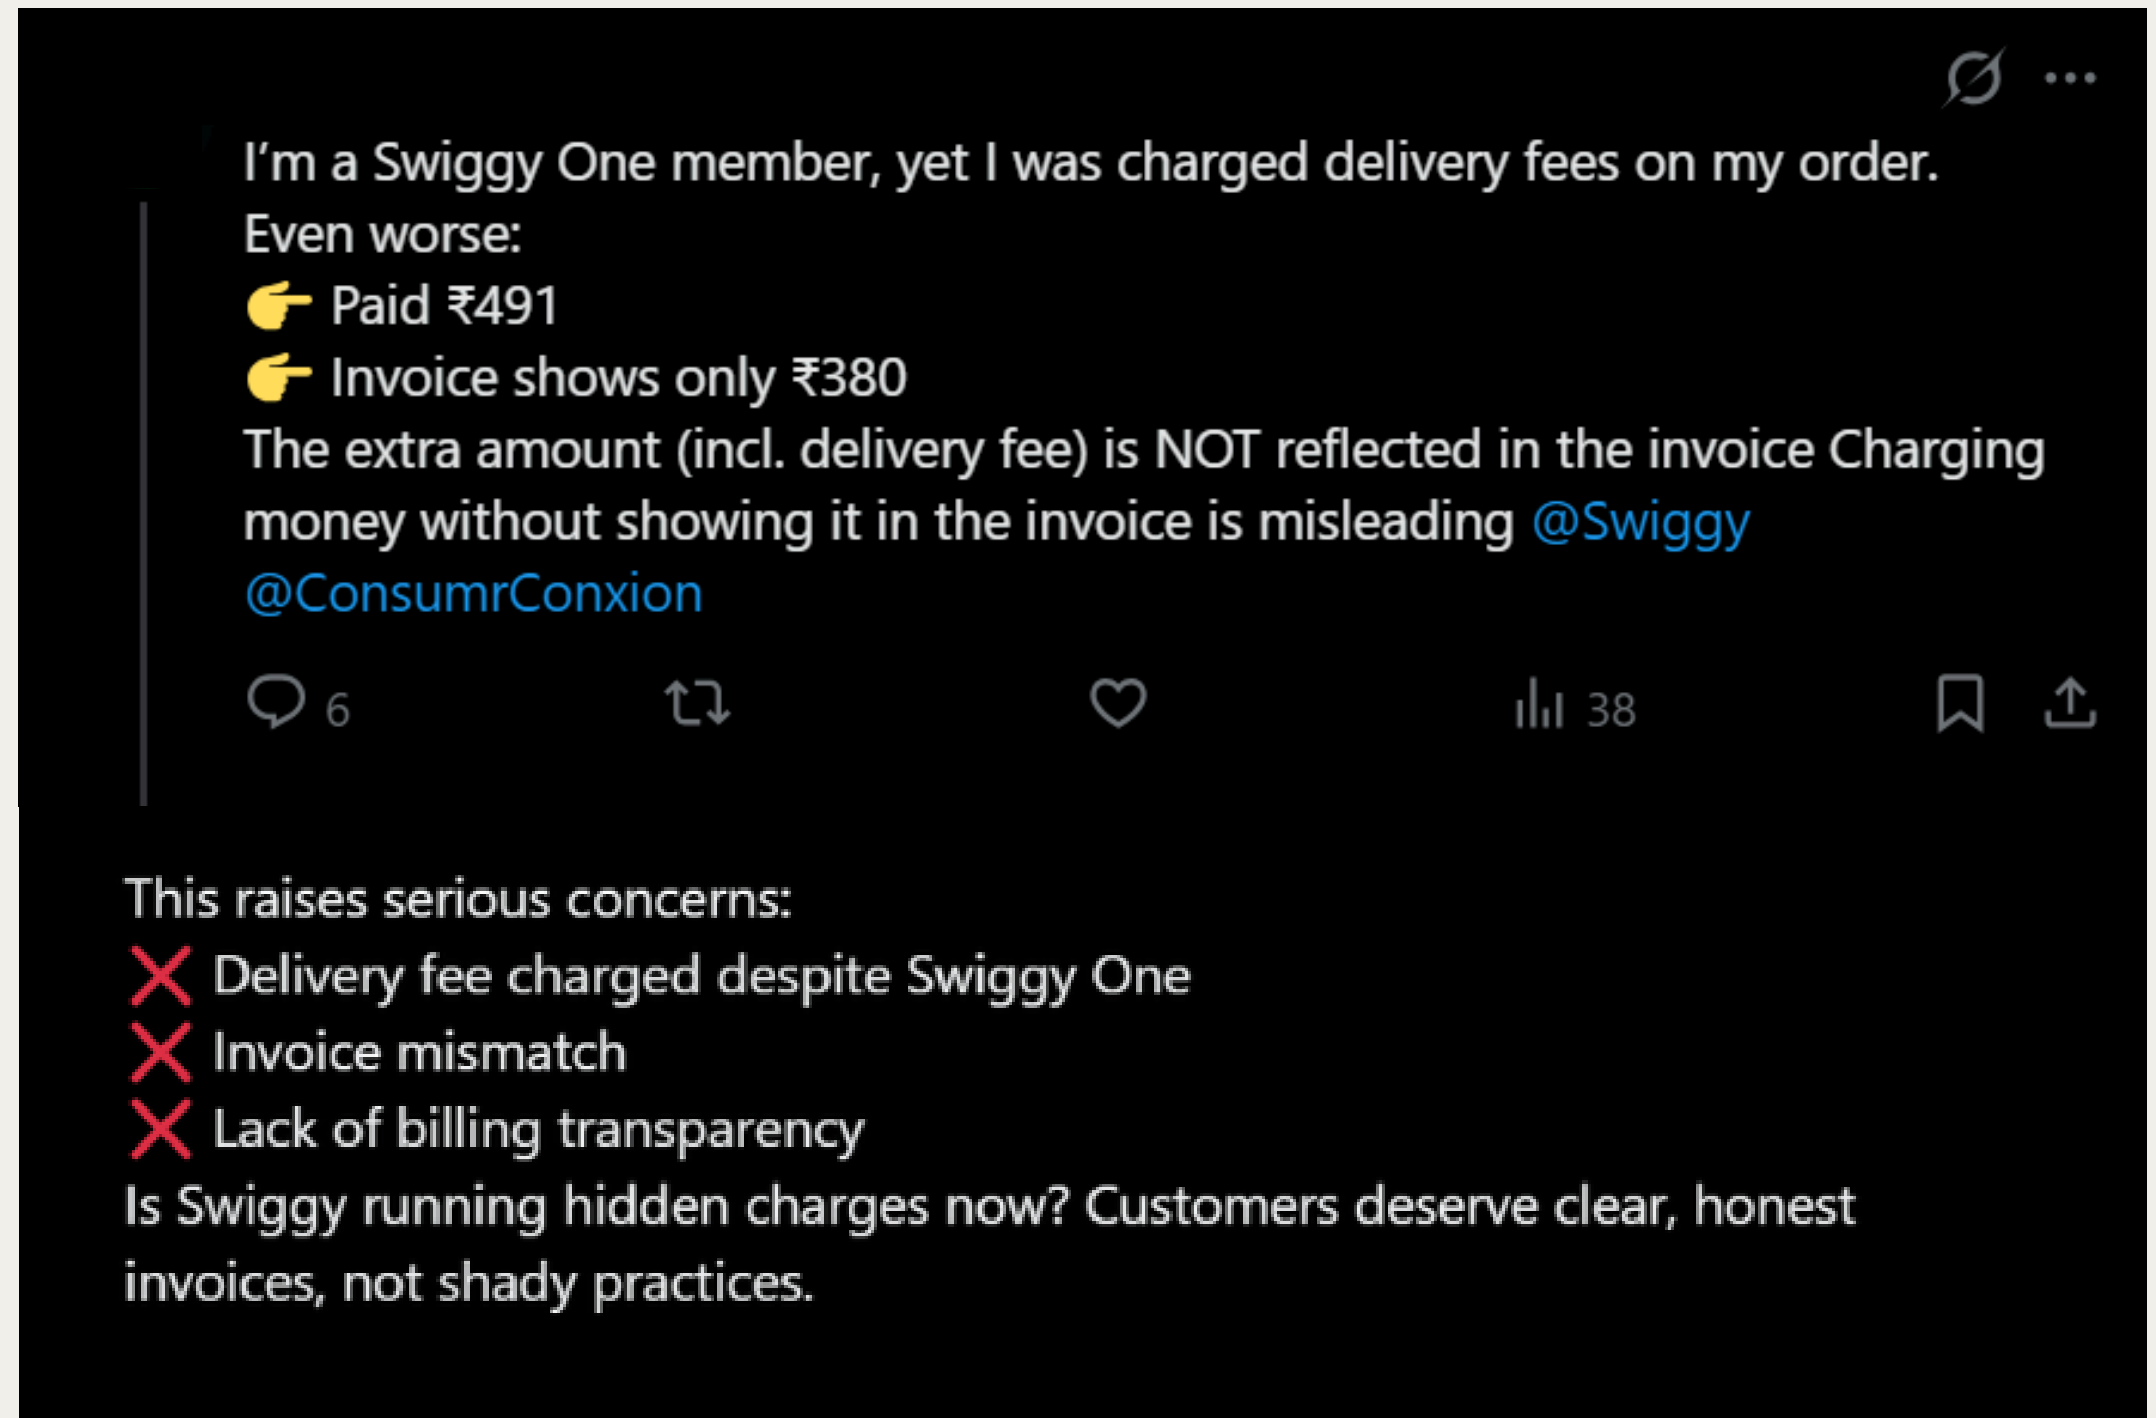 I’m a Swiggy One member, yet I was charged delivery fees on my order.
Even worse:
👉 Paid ₹491
👉 Invoice shows only ₹380
The extra amount (incl. delivery fee) is NOT reflected in the invoice Charging
money without showing it in the invoice is misleading @Swiggy
@ConsumrConxion
6 38
This raises serious concerns:
❌ Delivery fee charged despite Swiggy One
❌ Invoice mismatch
❌ Lack of billing transparency
Is Swiggy running hidden charges now? Customers deserve clear, honest
invoices, not shady practices.